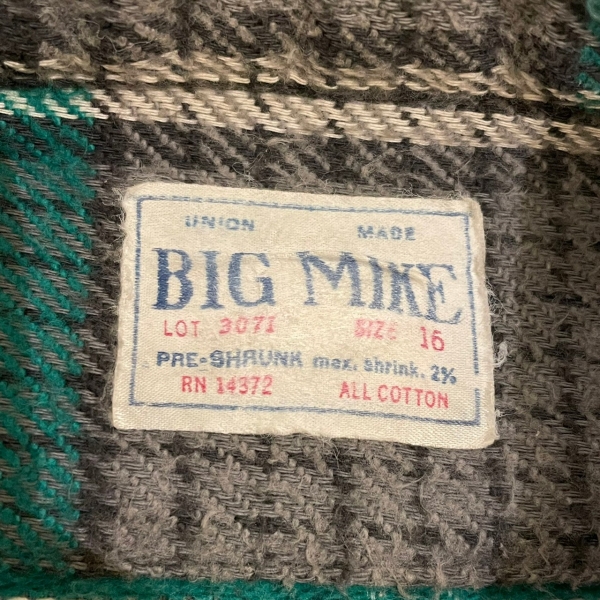 UNION MADE
BIG MIKE
LOT 3071 SIZE 16
PRE-SHRUNK max. shrink. 2%
RN 14372 ALL COTTON